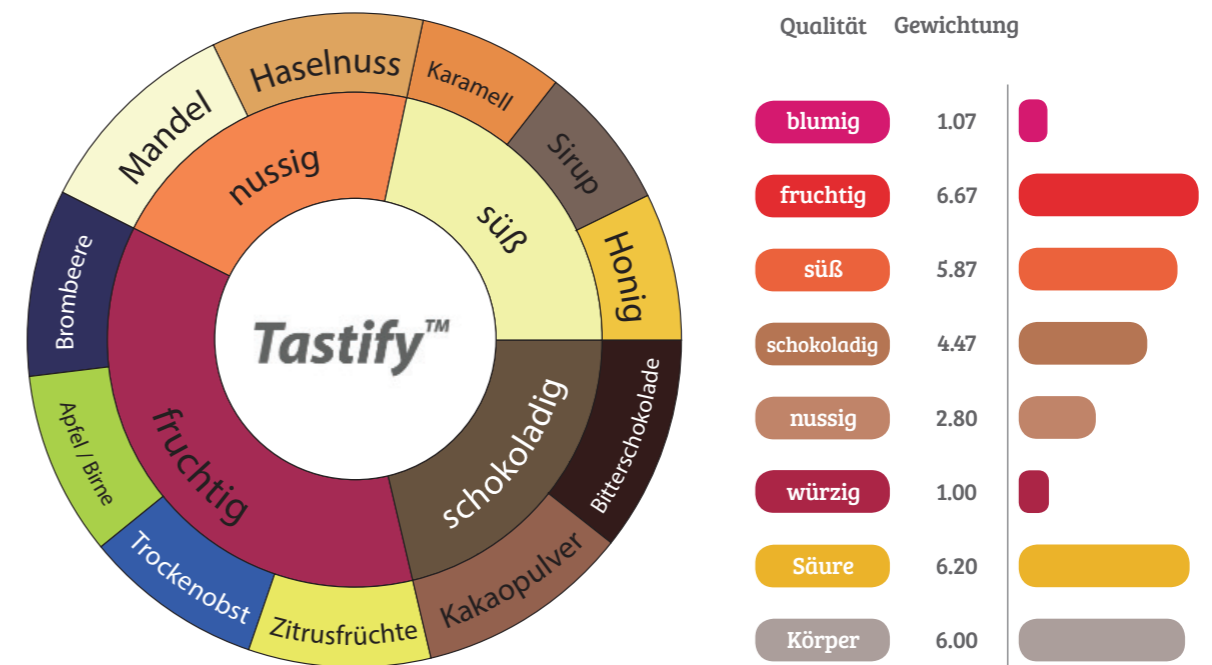 Haselnuss
Karamell
Sirup
Honig
Bitterschokolade
Kakaopulver
Zitrusfrüchte
Trockenobst
Apfel / Birne
Brombeere
Mandel
nussig
süß
schokoladig
fruchtig
Tastify™
Qualität Gewichtung
blumig 1.07
fruchtig 6.67
süß 5.87
schokoladig 4.47
nussig 2.80
würzig 1.00
Säure 6.20
Körper 6.00